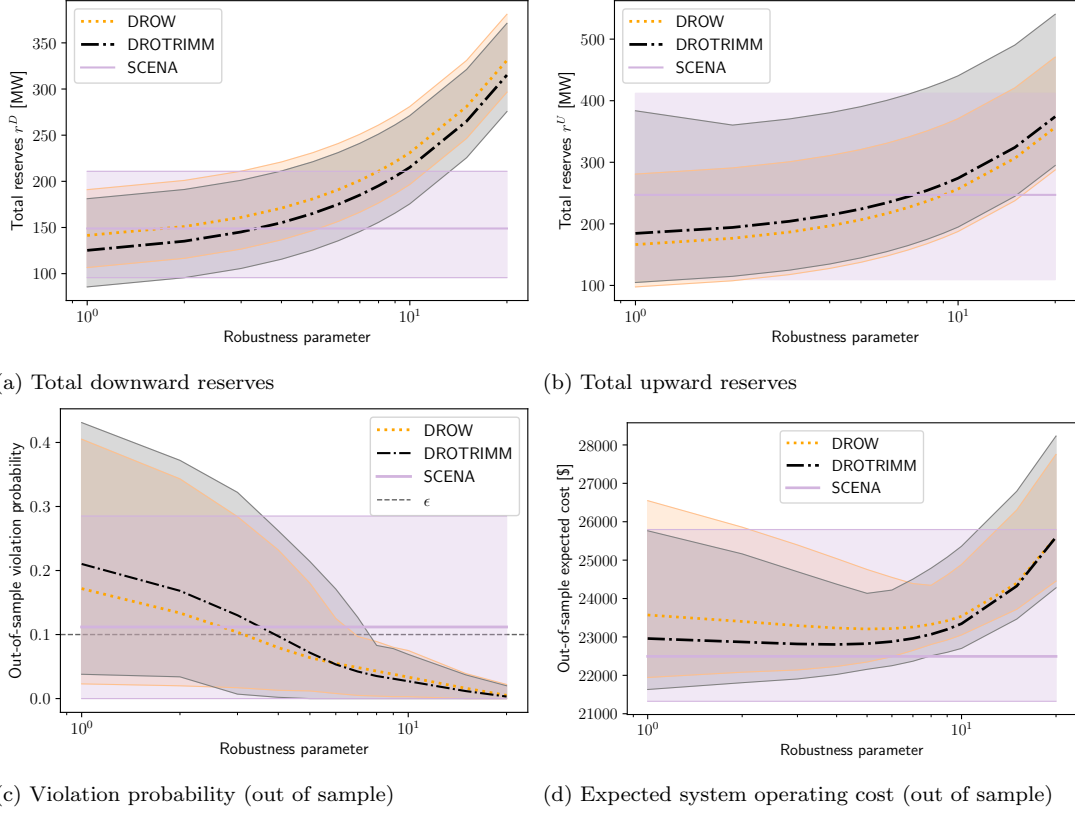 DROW
DROTRIMM
SCENA
350
300
250
200
150
100
Total reserves r^D [MW]
10^0
10^1
Robustness parameter
(a) Total downward reserves
DROW
DROTRIMM
SCENA
500
400
300
200
100
Total reserves r^U [MW]
10^0
10^1
Robustness parameter
(b) Total upward reserves
DROW
DROTRIMM
SCENA
ϵ
0.4
0.3
0.2
0.1
0.0
Out-of-sample violation probability
10^0
10^1
Robustness parameter
(c) Violation probability (out of sample)
DROW
DROTRIMM
SCENA
28000
27000
26000
25000
24000
23000
22000
21000
Out-of-sample expected cost [$]
10^0
10^1
Robustness parameter
(d) Expected system operating cost (out of sample)